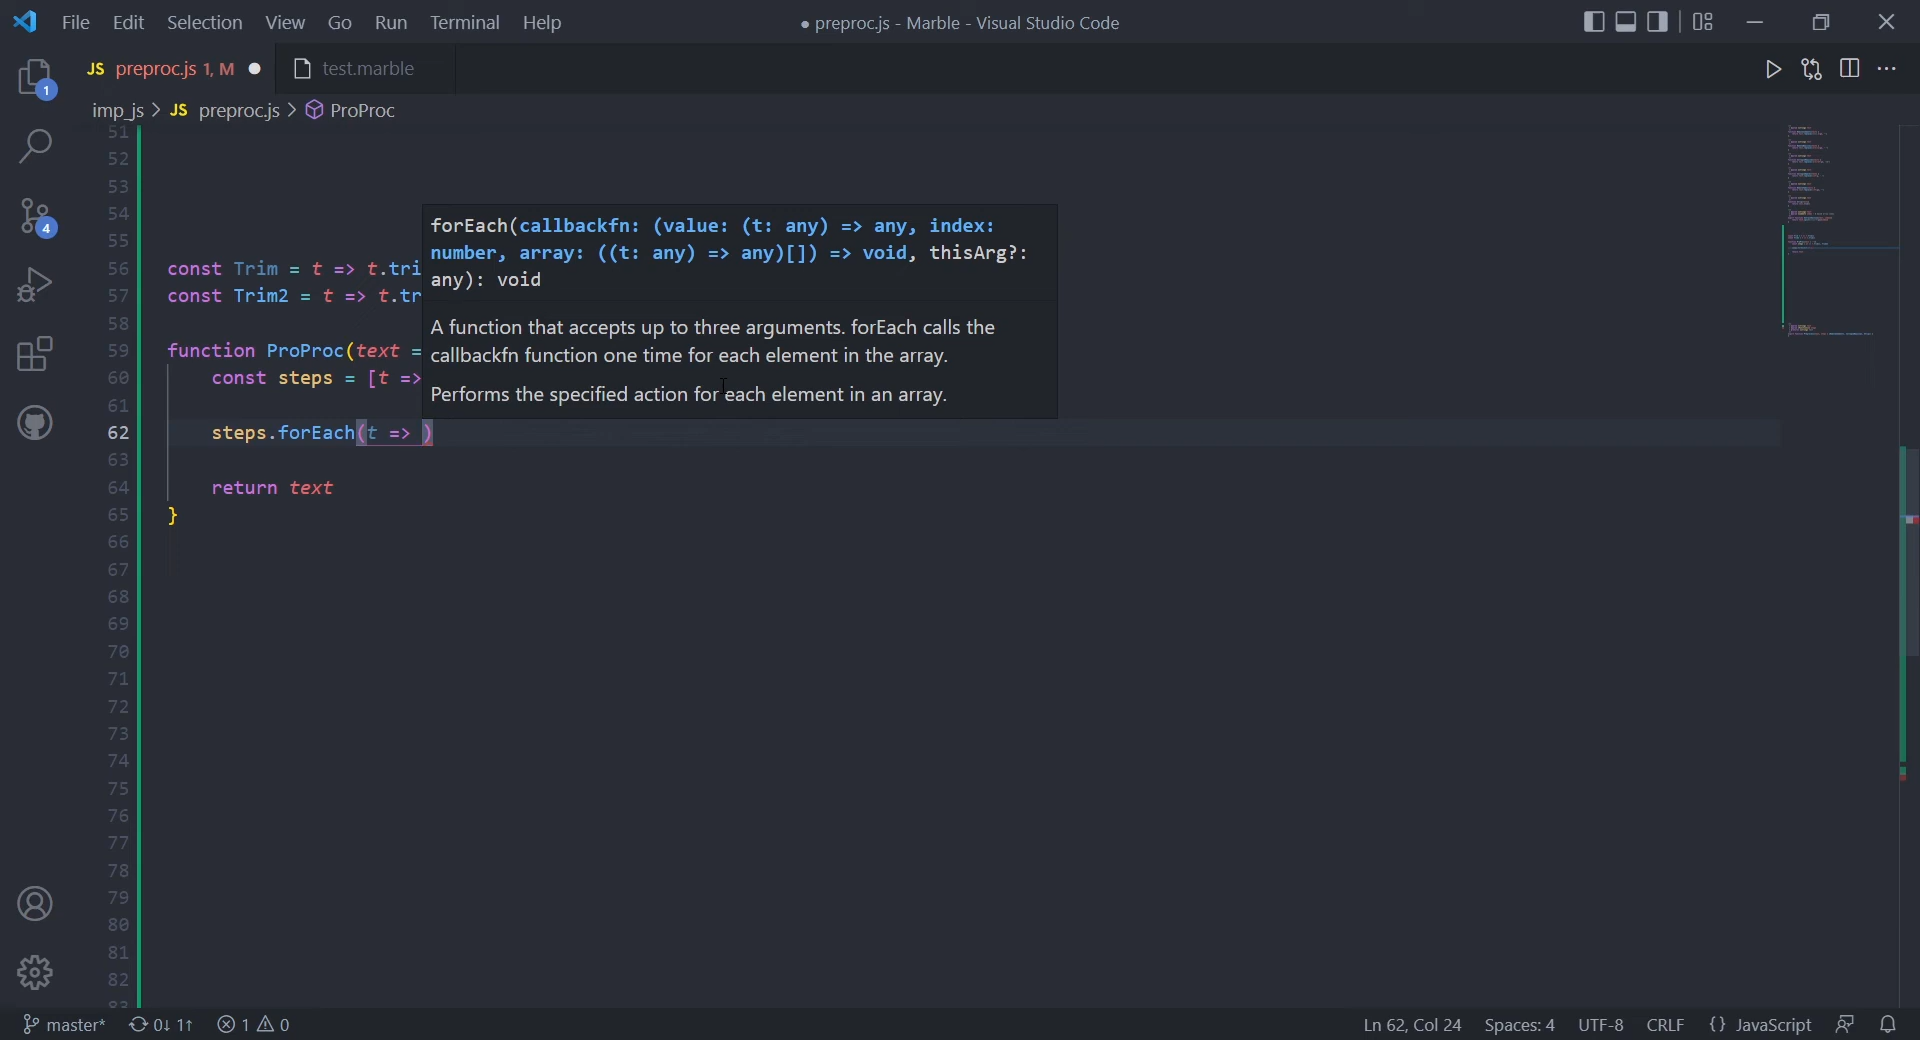 File Edit Selection View Go Run Terminal Help
● preproc.js - Marble - Visual Studio Code
JS preproc.js 1, M ●
test.marble
imp_js > JS preproc.js > ProProc
1
4
51
52
53
54
55
56 const Trim = t => t.tri
57 const Trim2 = t => t.tr
58
59 function ProProc(text =
60 const steps = [t =>
61
62 steps.forEach(t => )
63
64 return text
65 }
66
67
68
69
70
71
72
73
74
75
76
77
78
79
80
81
82
83
forEach(callbackfn: (value: (t: any) => any, index:
number, array: ((t: any) => any)[]) => void, thisArg?:
any): void
A function that accepts up to three arguments. forEach calls the
callbackfn function one time for each element in the array.
Performs the specified action for each element in an array.
master* 0↓ 1↑ 1 0
Ln 62, Col 24 Spaces: 4 UTF-8 CRLF {} JavaScript